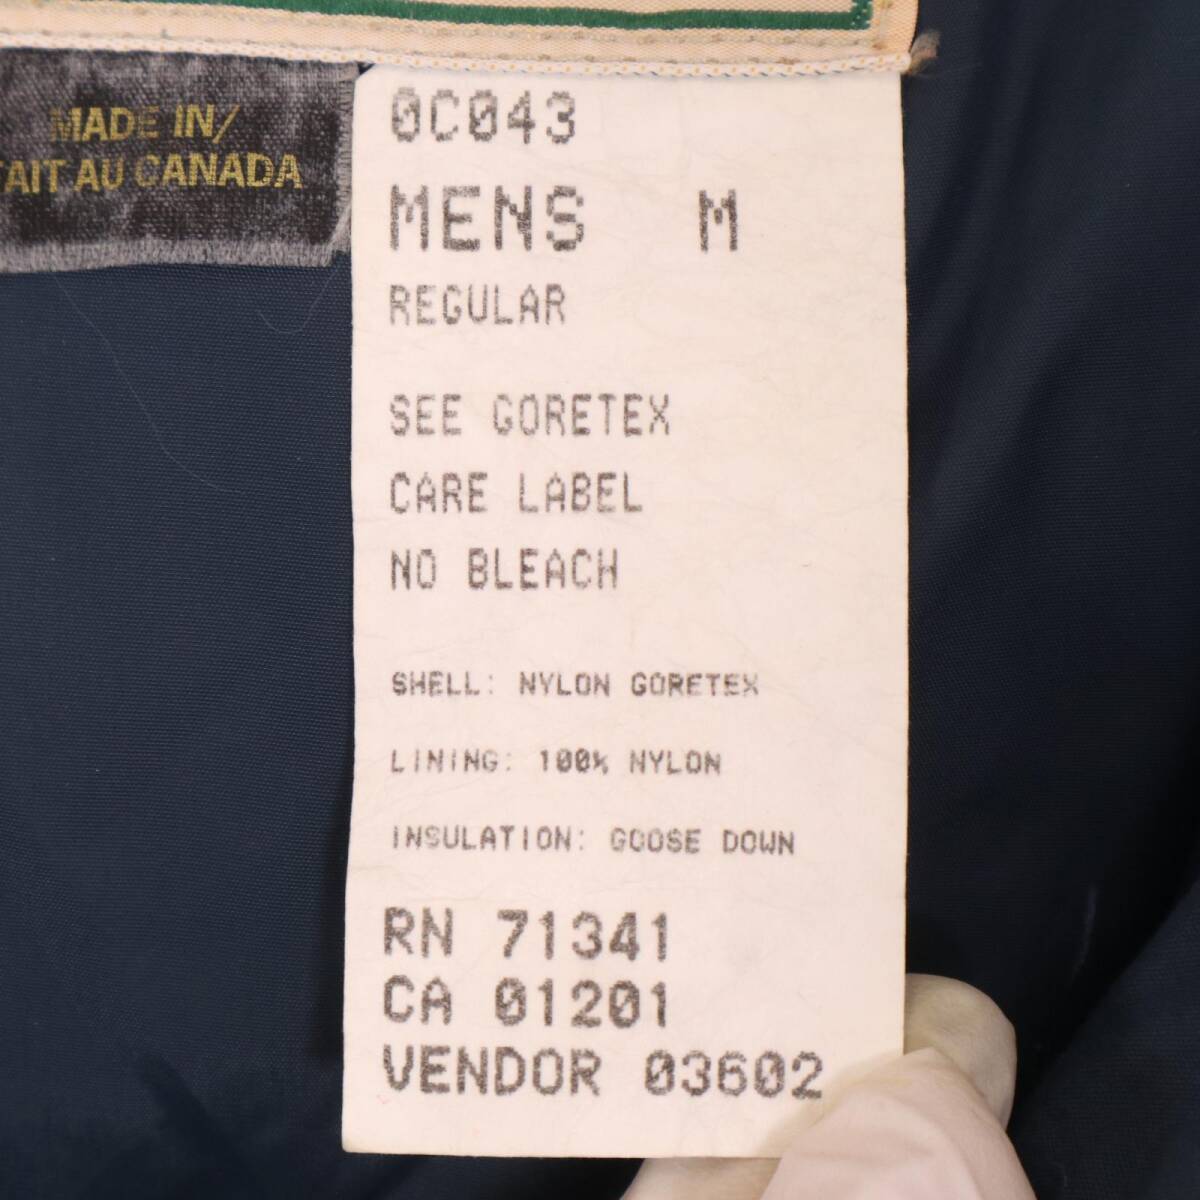 MADE IN/
FAIT AU CANADA
0C043
MENS M
REGULAR
SEE GORETEX
CARE LABEL
NO BLEACH
SHELL: NYLON GORETEX
LINING: 100% NYLON
INSULATION: GOOSE DOWN
RN 71341
CA 01201
VENDOR 03602